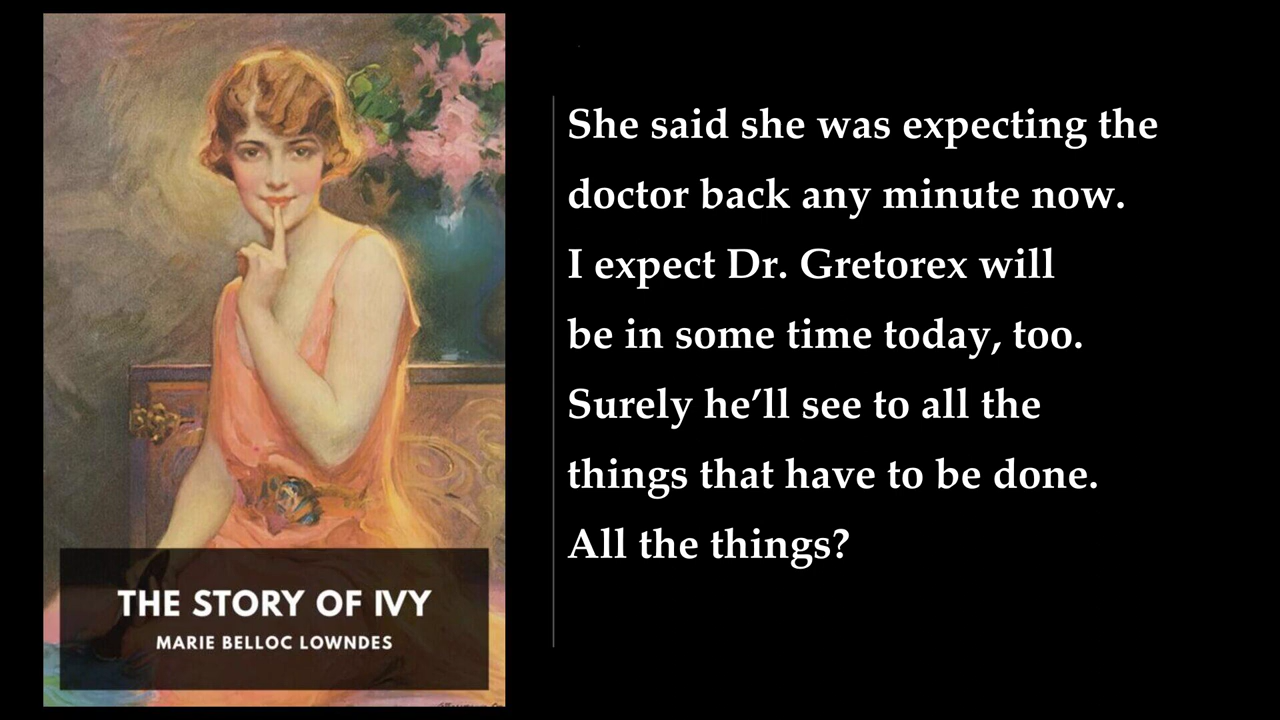 She said she was expecting the
doctor back any minute now.
I expect Dr. Gretorex will
be in some time today, too.
Surely he’ll see to all the
things that have to be done.
All the things?
THE STORY OF IVY
MARIE BELLOC LOWNDES